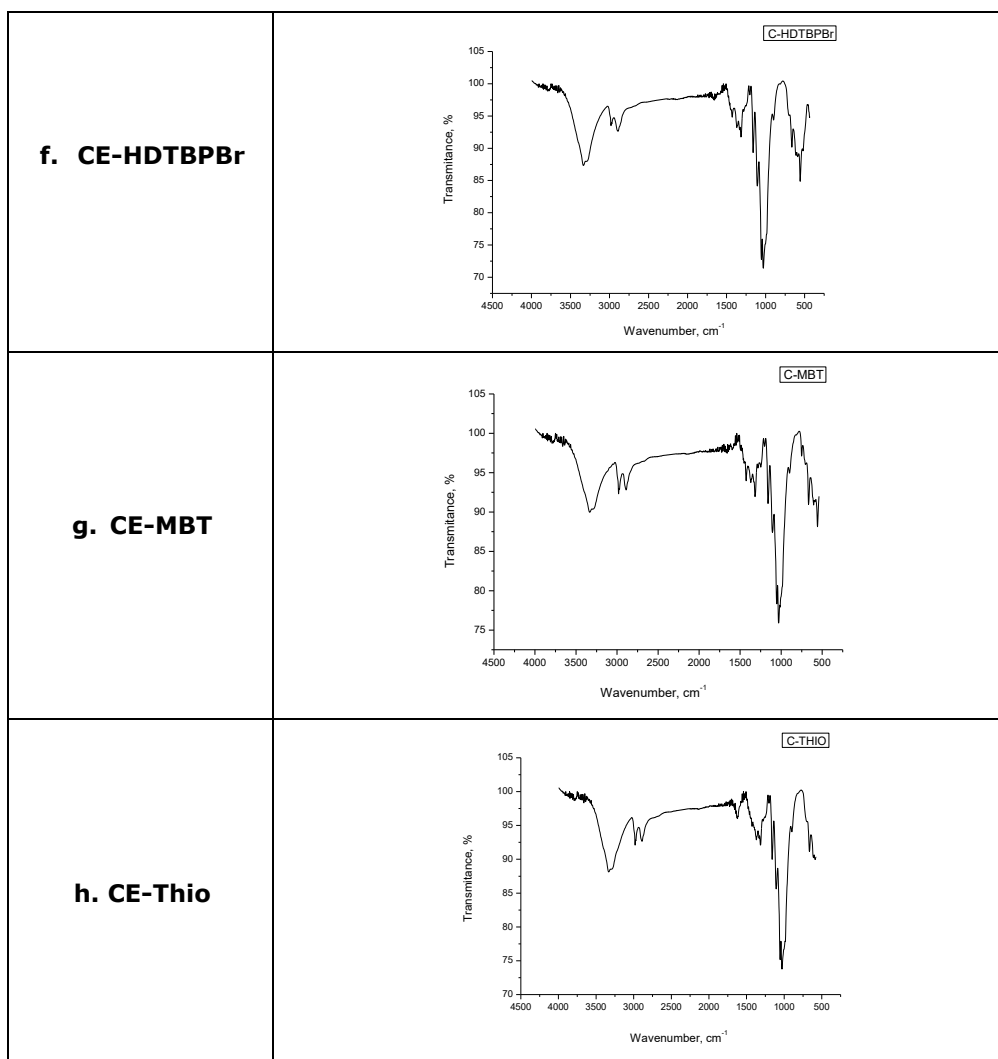 f. CE-HDTBPBr
C-HDTBPBr
105
100
95
90
85
80
75
70
Transmitance, %
4500 4000 3500 3000 2500 2000 1500 1000 500
Wavenumber, cm-1
g. CE-MBT
C-MBT
105
100
95
90
85
80
75
Transmitance, %
4500 4000 3500 3000 2500 2000 1500 1000 500
Wavenumber, cm-1
h. CE-Thio
C-THIO
105
100
95
90
85
80
75
70
Transmitance, %
4500 4000 3500 3000 2500 2000 1500 1000 500
Wavenumber, cm-1